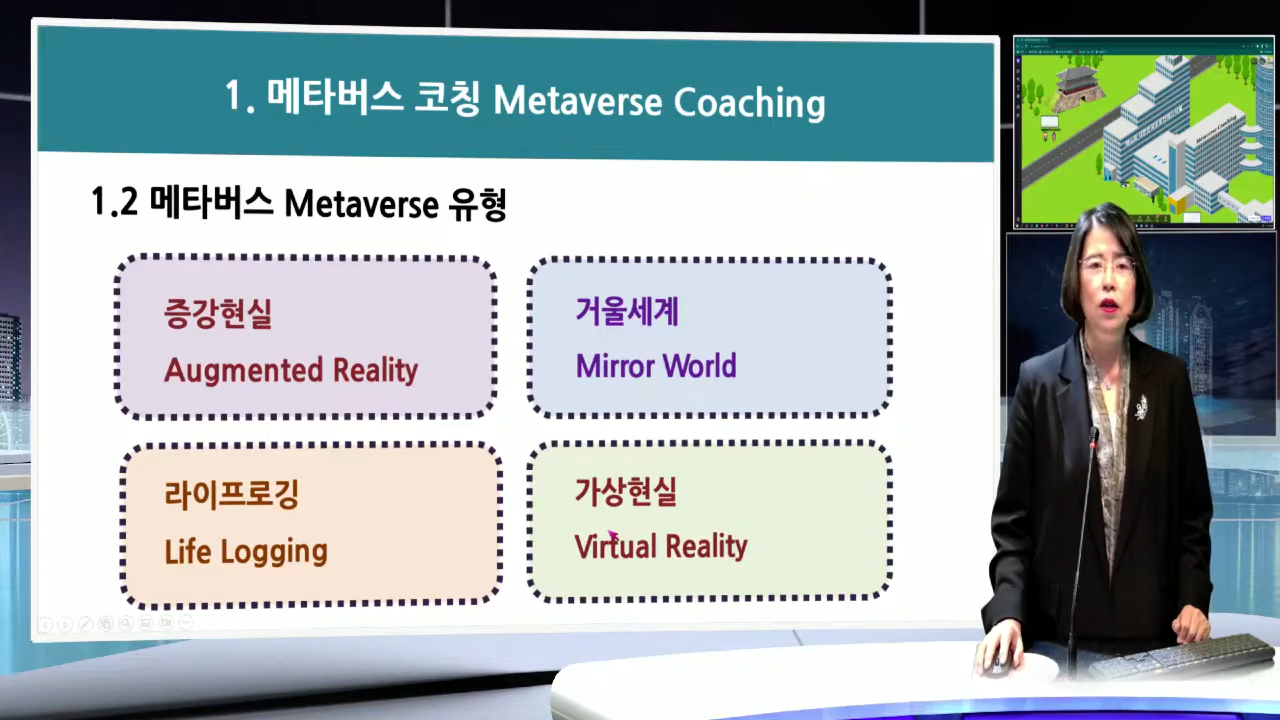 1. 메타버스 코칭 Metaverse Coaching
1.2 메타버스 Metaverse 유형
증강현실
Augmented Reality
거울세계
Mirror World
라이프로깅
Life Logging
가상현실
Virtual Reality
Metaverse Coaching